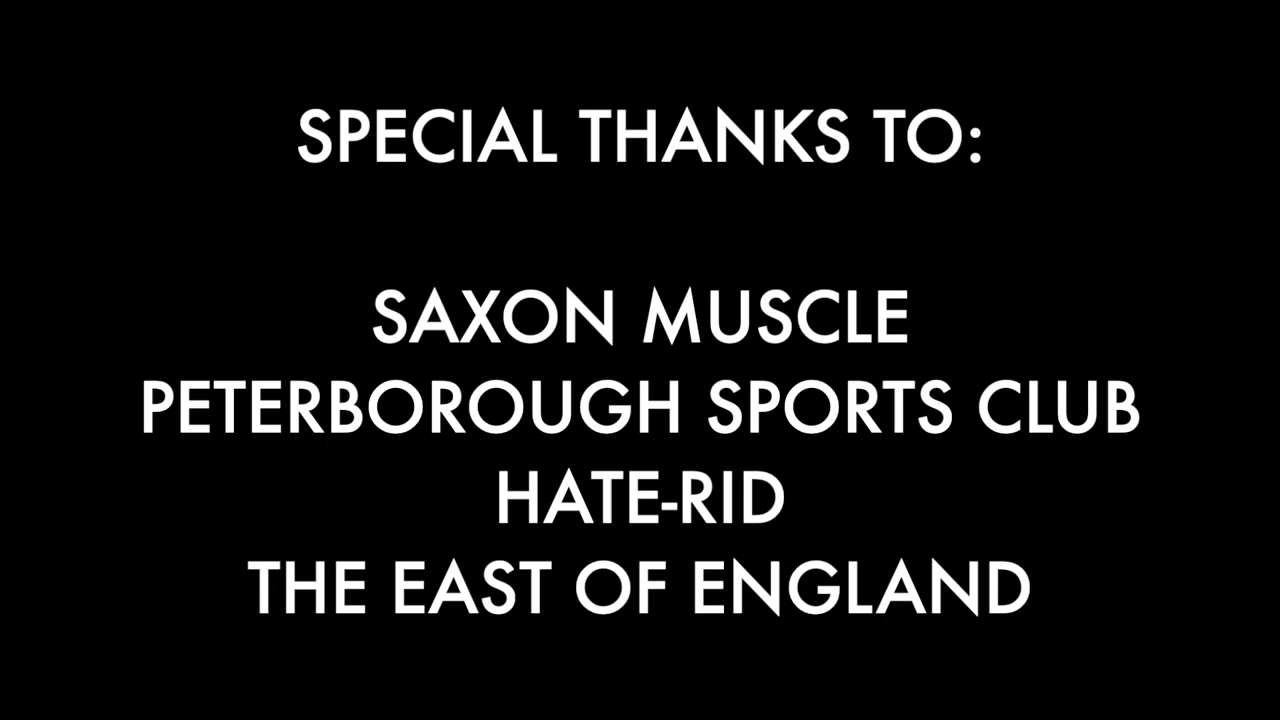 SPECIAL THANKS TO:
SAXON MUSCLE
PETERBOROUGH SPORTS CLUB
HATE-RID
THE EAST OF ENGLAND